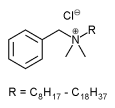 Cl⊖
R
N⊕
R = C₈H₁₇ - C₁₈H₃₇